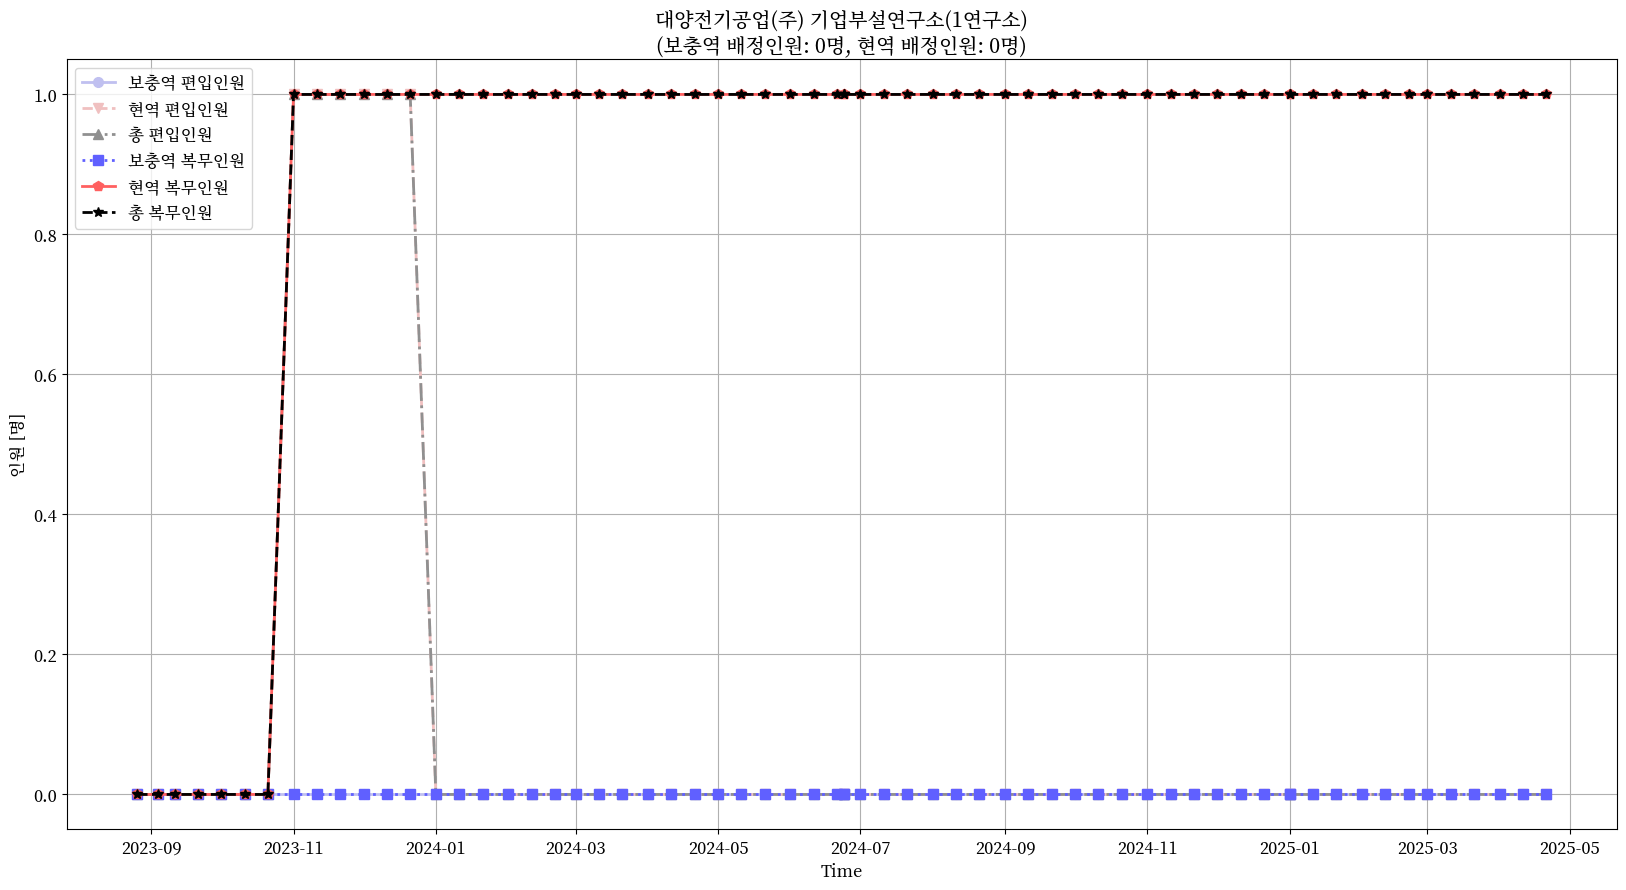 대양전기공업(주) 기업부설연구소(1연구소)
(보충역 배정인원: 0명, 현역 배정인원: 0명)
보충역 편입인원
현역 편입인원
총 편입인원
보충역 복무인원
현역 복무인원
총 복무인원
인원 [명]
1.0
0.8
0.6
0.4
0.2
0.0
2023-09 2023-11 2024-01 2024-03 2024-05 2024-07 2024-09 2024-11 2025-01 2025-03 2025-05
Time